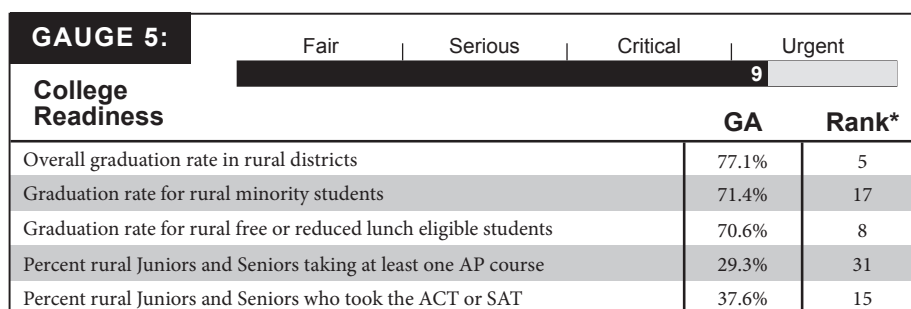 GAUGE 5:
Fair Serious Critical Urgent
9
College
Readiness
GA Rank*
Overall graduation rate in rural districts 77.1% 5
Graduation rate for rural minority students 71.4% 17
Graduation rate for rural free or reduced lunch eligible students 70.6% 8
Percent rural Juniors and Seniors taking at least one AP course 29.3% 31
Percent rural Juniors and Seniors who took the ACT or SAT 37.6% 15